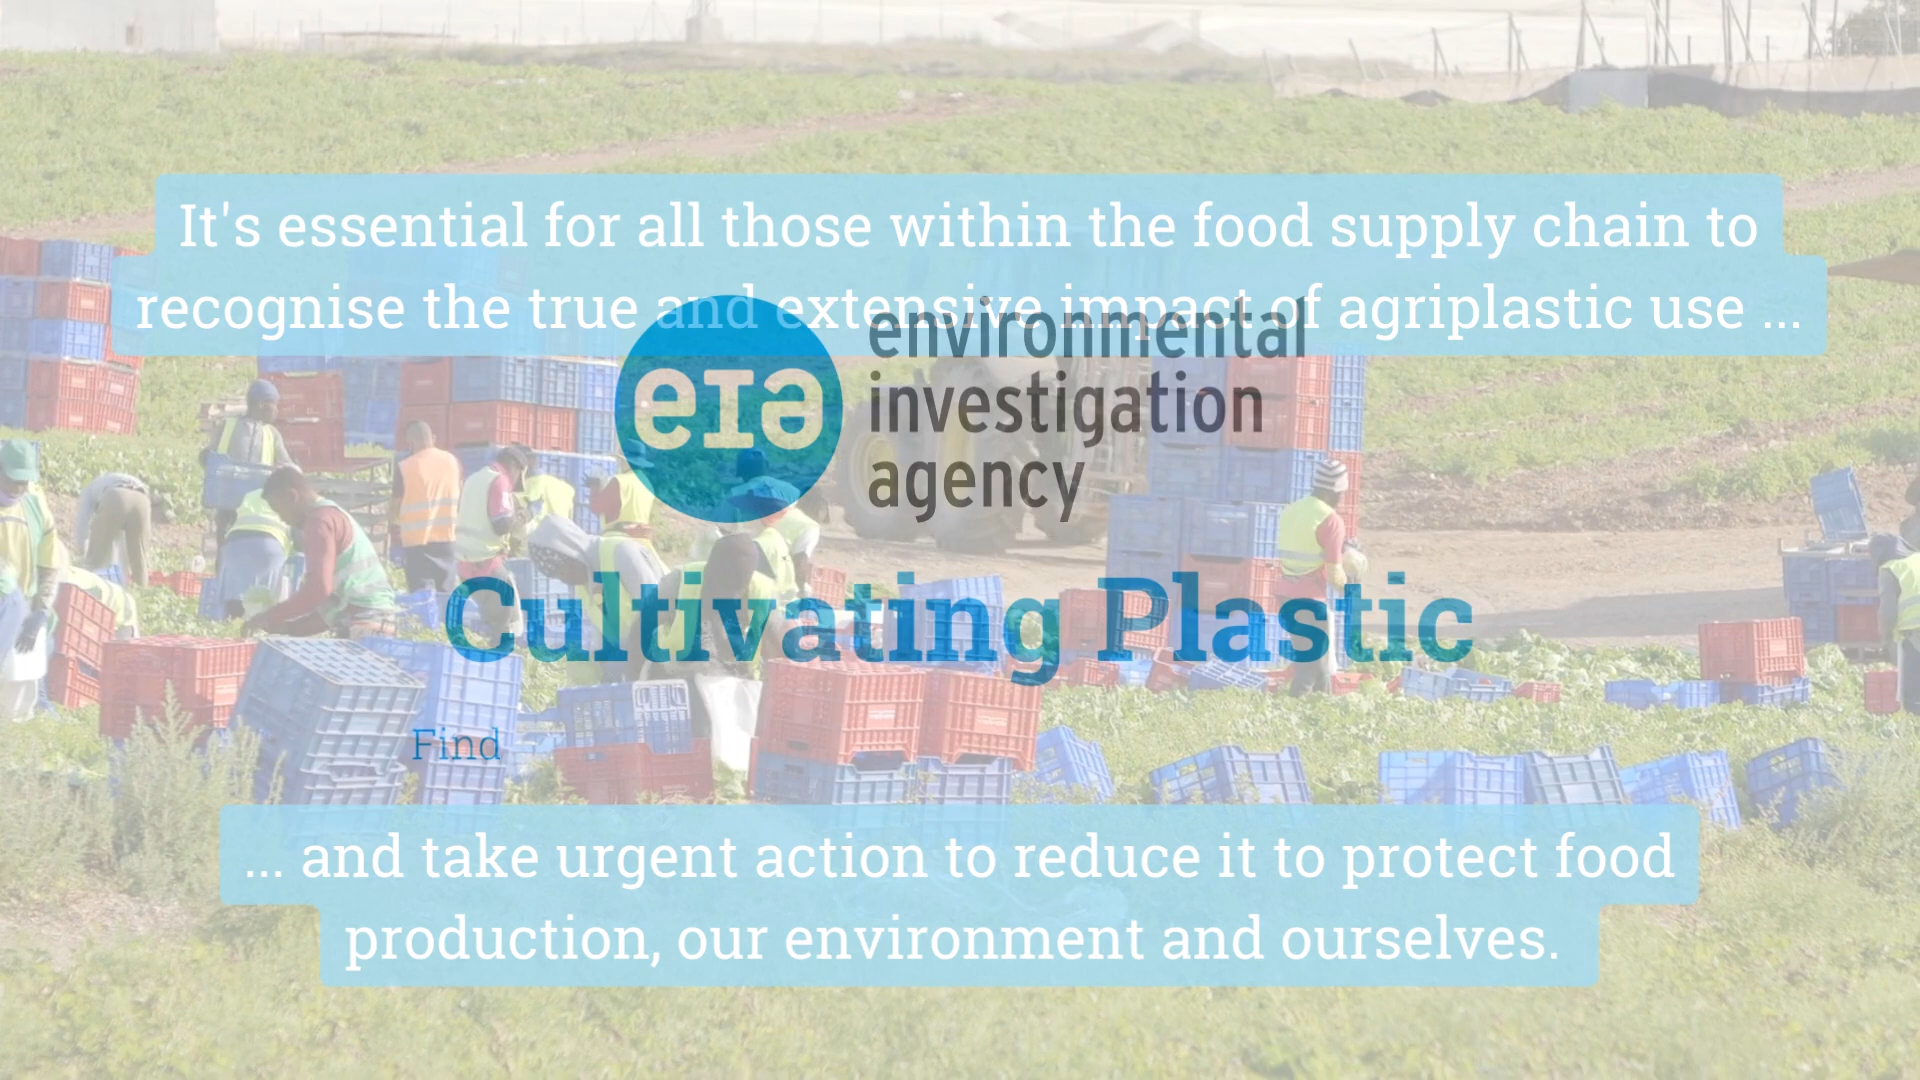 It's essential for all those within the food supply chain to
recognise the true and extensive impact of agriplastic use ...
eia
environmental
investigation
agency
Cultivating Plastic
Find
... and take urgent action to reduce it to protect food
production, our environment and ourselves.